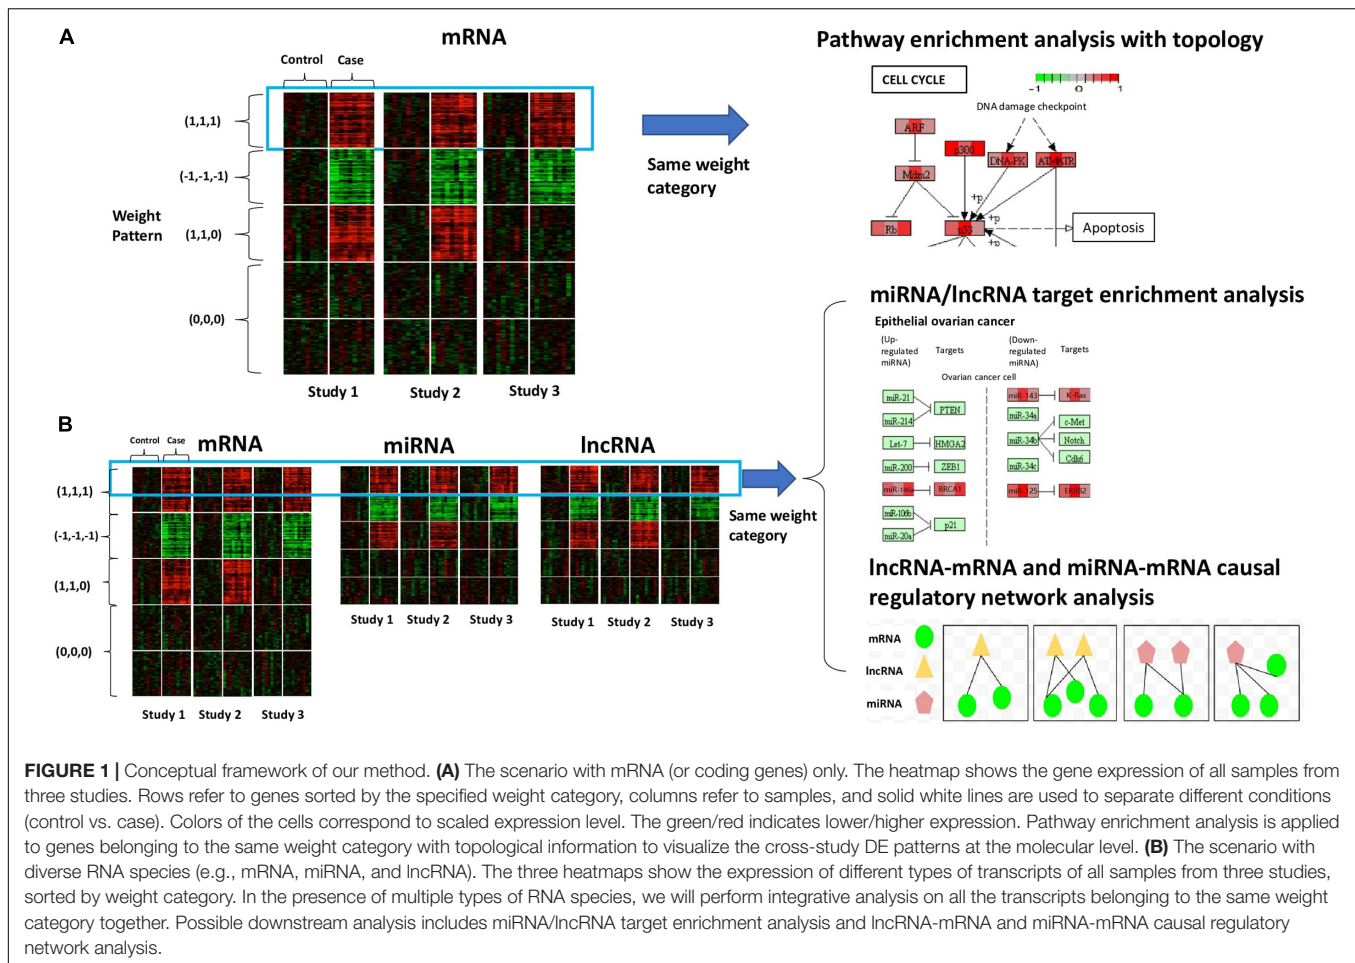 A
mRNA
Control
Case
(1,1,1)
(-1,-1,-1)
Weight
Pattern
(1,1,0)
(0,0,0)
Study 1
Study 2
Study 3
Same weight
category
Pathway enrichment analysis with topology
CELL CYCLE
-1
0
1
DNA damage checkpoint
ARF
p300
DNA-PK
ATM/ATR
Mdm2
+p
Rb
p53
+p
+p
Apoptosis
B
Control
Case
mRNA
miRNA
lncRNA
(1,1,1)
(-1,-1,-1)
(1,1,0)
(0,0,0)
Study 1
Study 2
Study 3
Study 1
Study 2
Study 3
Study 1
Study 2
Study 3
Same weight
category
miRNA/lncRNA target enrichment analysis
Epithelial ovarian cancer
(Up-
regulated
miRNA)
Targets
(Down-
regulated
miRNA)
Targets
Ovarian cancer cell
miR-21
miR-214
PTEN
Let-7
HMGA2
miR-200
ZEB1
BRCA1
miR-106b
miR-20a
p21
miR-143
K-Ras
miR-34a
miR-34b
miR-34c
c-Met
Notch
Cdk6
miR-125
ERBB2
lncRNA-mRNA and miRNA-mRNA causal
regulatory network analysis
mRNA
lncRNA
miRNA
FIGURE 1 | Conceptual framework of our method. (A) The scenario with mRNA (or coding genes) only. The heatmap shows the gene expression of all samples from
three studies. Rows refer to genes sorted by the specified weight category, columns refer to samples, and solid white lines are used to separate different conditions
(control vs. case). Colors of the cells correspond to scaled expression level. The green/red indicates lower/higher expression. Pathway enrichment analysis is applied
to genes belonging to the same weight category with topological information to visualize the cross-study DE patterns at the molecular level. (B) The scenario with
diverse RNA species (e.g., mRNA, miRNA, and lncRNA). The three heatmaps show the expression of different types of transcripts of all samples from three studies,
sorted by weight category. In the presence of multiple types of RNA species, we will perform integrative analysis on all the transcripts belonging to the same weight
category together. Possible downstream analysis includes miRNA/lncRNA target enrichment analysis and lncRNA-mRNA and miRNA-mRNA causal regulatory
network analysis.